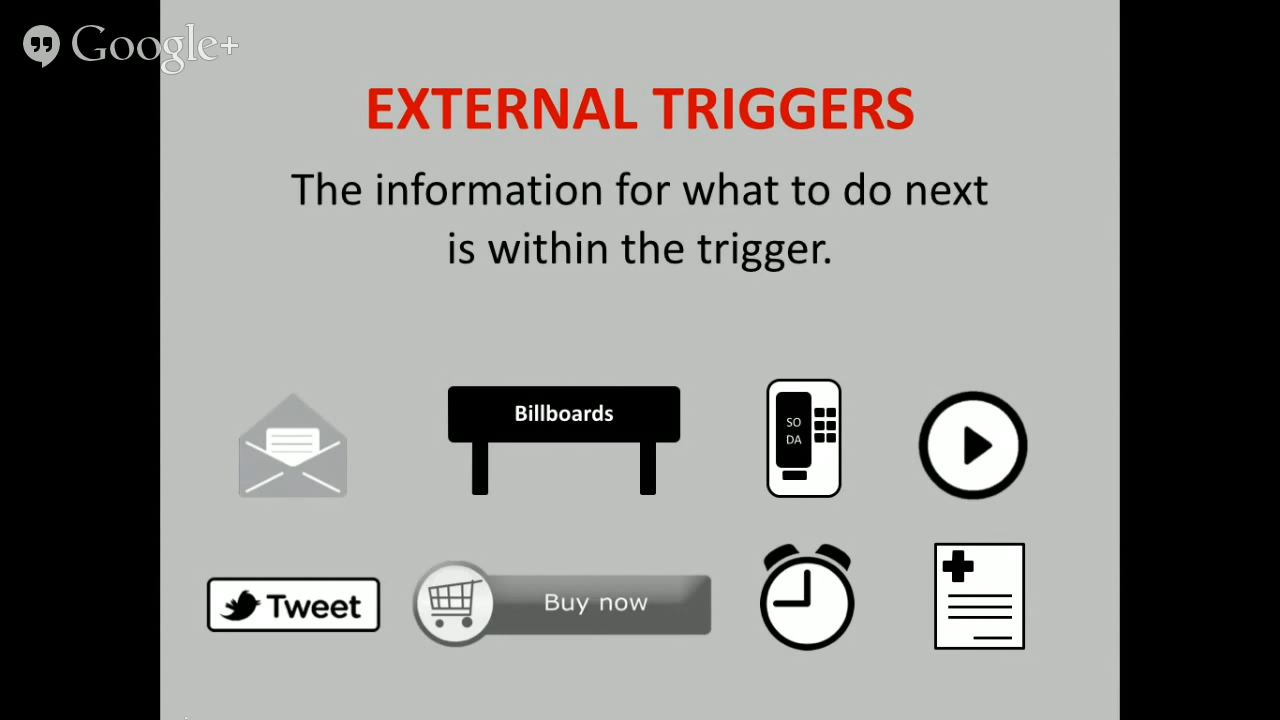 Google+
EXTERNAL TRIGGERS
The information for what to do next
is within the trigger.
Billboards
SO
DA
Tweet
Buy now